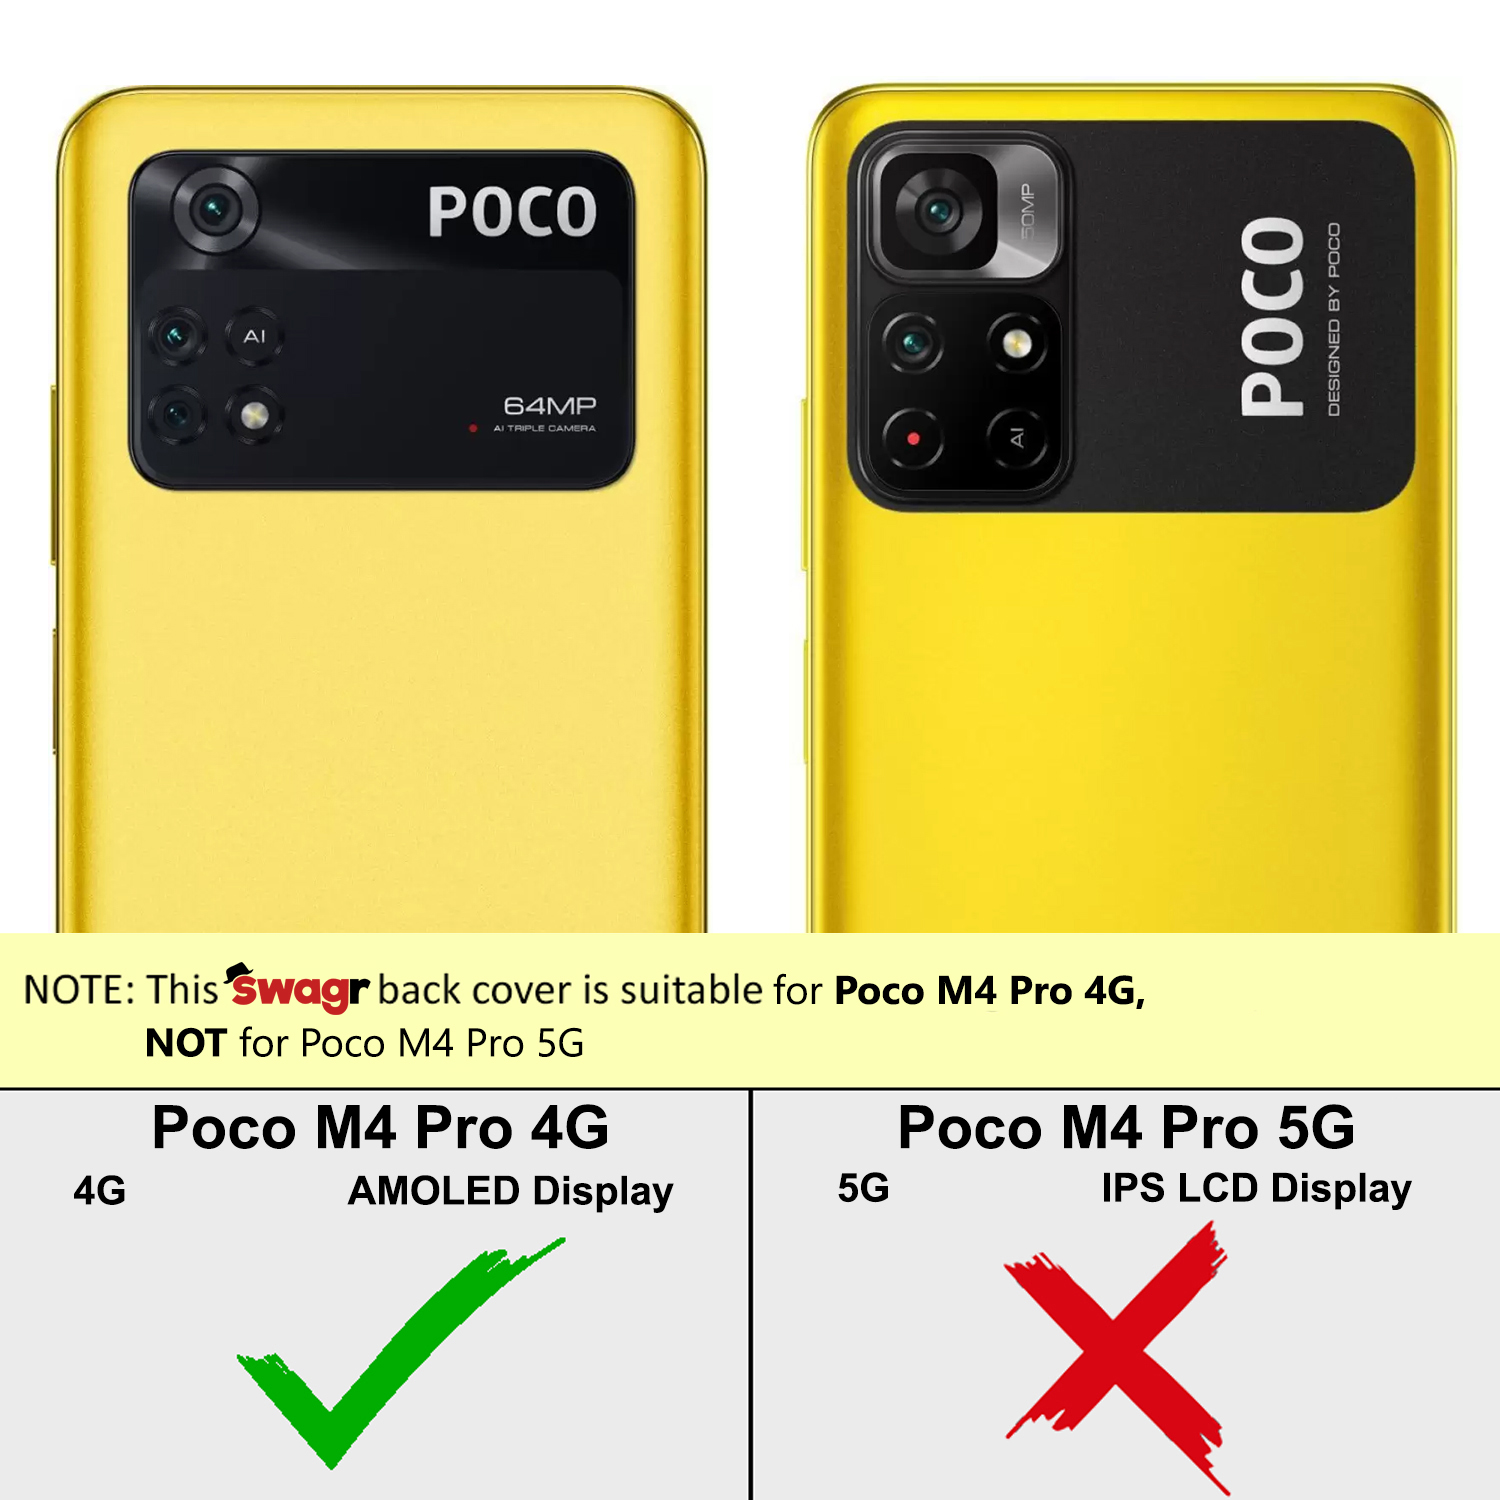 POCO
AI
64MP
AI TRIPLE CAMERA
50MP
AI
POCO
DESIGNED BY POCO
NOTE: This Swagr back cover is suitable for Poco M4 Pro 4G,
NOT for Poco M4 Pro 5G
Poco M4 Pro 4G
4G AMOLED Display
Poco M4 Pro 5G
5G IPS LCD Display